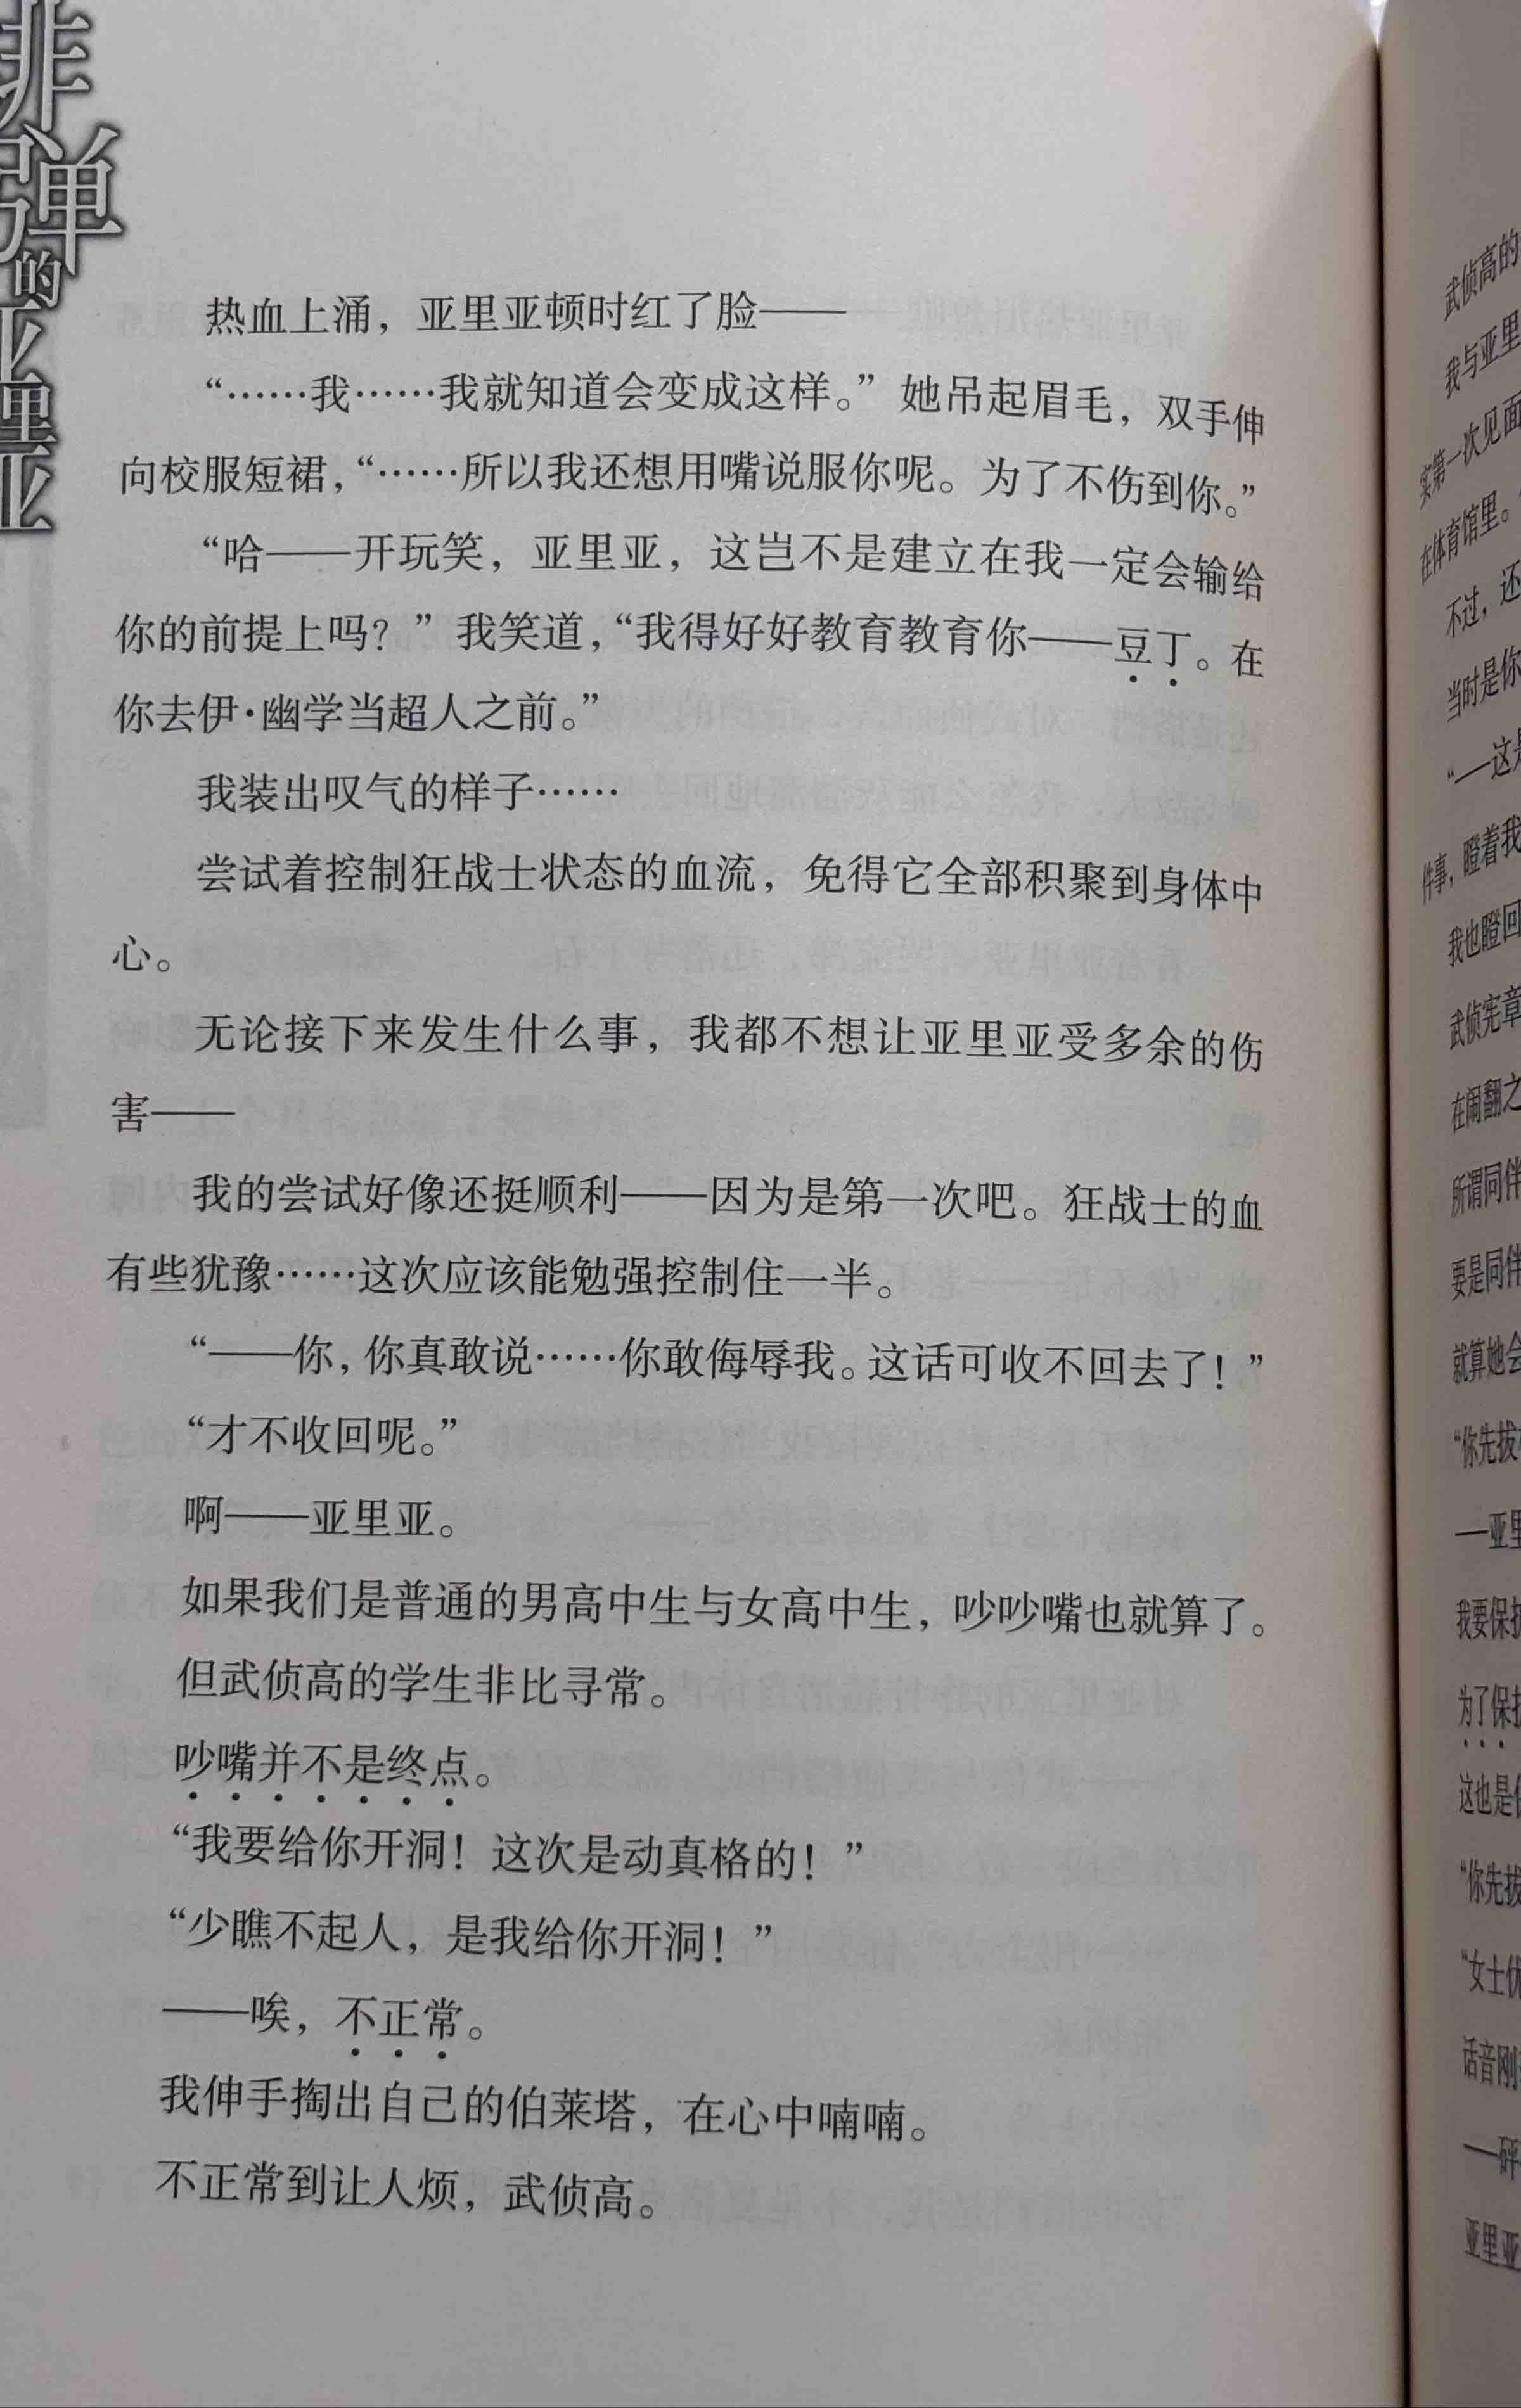 绯弹的亚里亚
热血上涌，亚里亚顿时红了脸——
“……我……我就知道会变成这样。”她吊起眉毛，双手伸
向校服短裙，“……所以我还想用嘴说服你呢。为了不伤到你。”
“哈——开玩笑，亚里亚，这岂不是建立在我一定会输给
你的前提上吗？”我笑道，“我得好好教育教育你——豆丁。在
你去伊·幽学当超人之前。”
我装出叹气的样子……
尝试着控制狂战士状态的血流，免得它全部积聚到身体中
心。
无论接下来发生什么事，我都不想让亚里亚受多余的伤
害——
我的尝试好像还挺顺利——因为是第一次吧。狂战士的血
有些犹豫……这次应该能勉强控制住一半。
“——你，你真敢说……你敢侮辱我。这话可收不回去了！”
“才不收回呢。”
啊——亚里亚。
如果我们是普通的男高中生与女高中生，吵吵嘴也就算了。
但武侦高的学生非比寻常。
吵嘴并不是终点。
“我要给你开洞！这次是动真格的！”
“少瞧不起人，是我给你开洞！”
——唉，不正常。
我伸手掏出自己的伯莱塔，在心中喃喃。
不正常到让人烦，武侦高。
武侦高的
我与亚里
实第一次见面
在体育馆里。
不过，还
当时是你
“——这是
件事，瞪着我
我也瞪回
武侦宪章
在闹翻之
所谓同伴
要是同伴
就算她会
“你先拔
——亚里
我要保护
为了保护
这也是
“你先拔
“女士优
话音刚
——砰
亚里亚